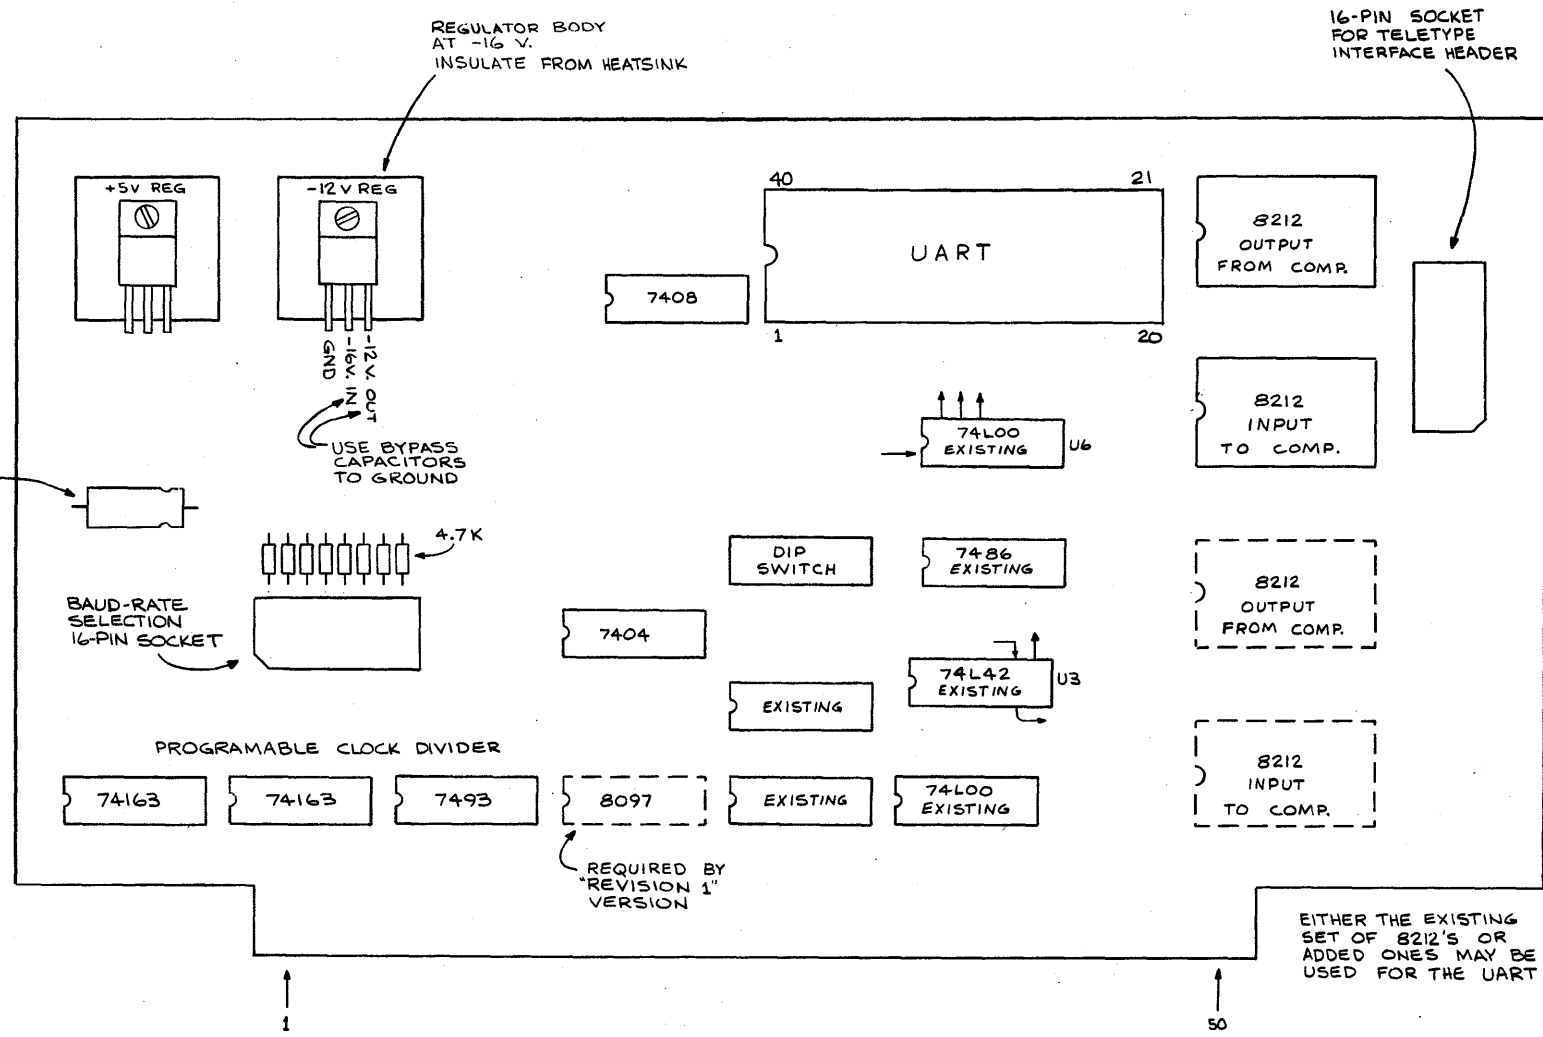 REGULATOR BODY
AT -16 V.
INSULATE FROM HEATSINK
16-PIN SOCKET
FOR TELETYPE
INTERFACE HEADER
+5V REG
-12V REG
-12 V. OUT
-16V. IN
GND
USE BYPASS
CAPACITORS
TO GROUND
40
21
UART
1
20
7408
8212
OUTPUT
FROM COMP.
8212
INPUT
TO COMP.
74L00
EXISTING
U6
4.7K
DIP
SWITCH
7486
EXISTING
8212
OUTPUT
FROM COMP.
BAUD-RATE
SELECTION
16-PIN SOCKET
7404
74L42
EXISTING
U3
EXISTING
PROGRAMABLE CLOCK DIVIDER
74163
74163
7493
8097
EXISTING
74L00
EXISTING
8212
INPUT
TO COMP.
REQUIRED BY
"REVISION 1"
VERSION
EITHER THE EXISTING
SET OF 8212'S OR
ADDED ONES MAY BE
USED FOR THE UART
1
50